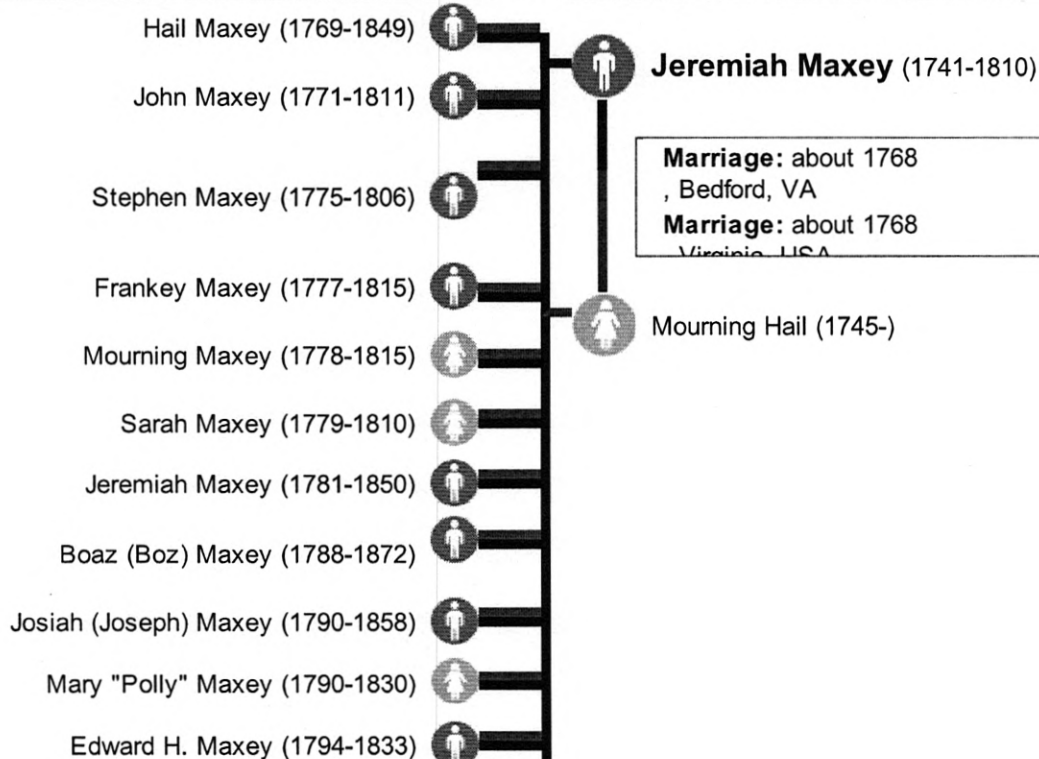 Hail Maxey (1769-1849)
John Maxey (1771-1811)
Stephen Maxey (1775-1806)
Frankey Maxey (1777-1815)
Mourning Maxey (1778-1815)
Sarah Maxey (1779-1810)
Jeremiah Maxey (1781-1850)
Boaz (Boz) Maxey (1788-1872)
Josiah (Joseph) Maxey (1790-1858)
Mary "Polly" Maxey (1790-1830)
Edward H. Maxey (1794-1833)
Jeremiah Maxey (1741-1810)
Marriage: about 1768
, Bedford, VA
Marriage: about 1768
Virginia, USA
Mourning Hail (1745-)